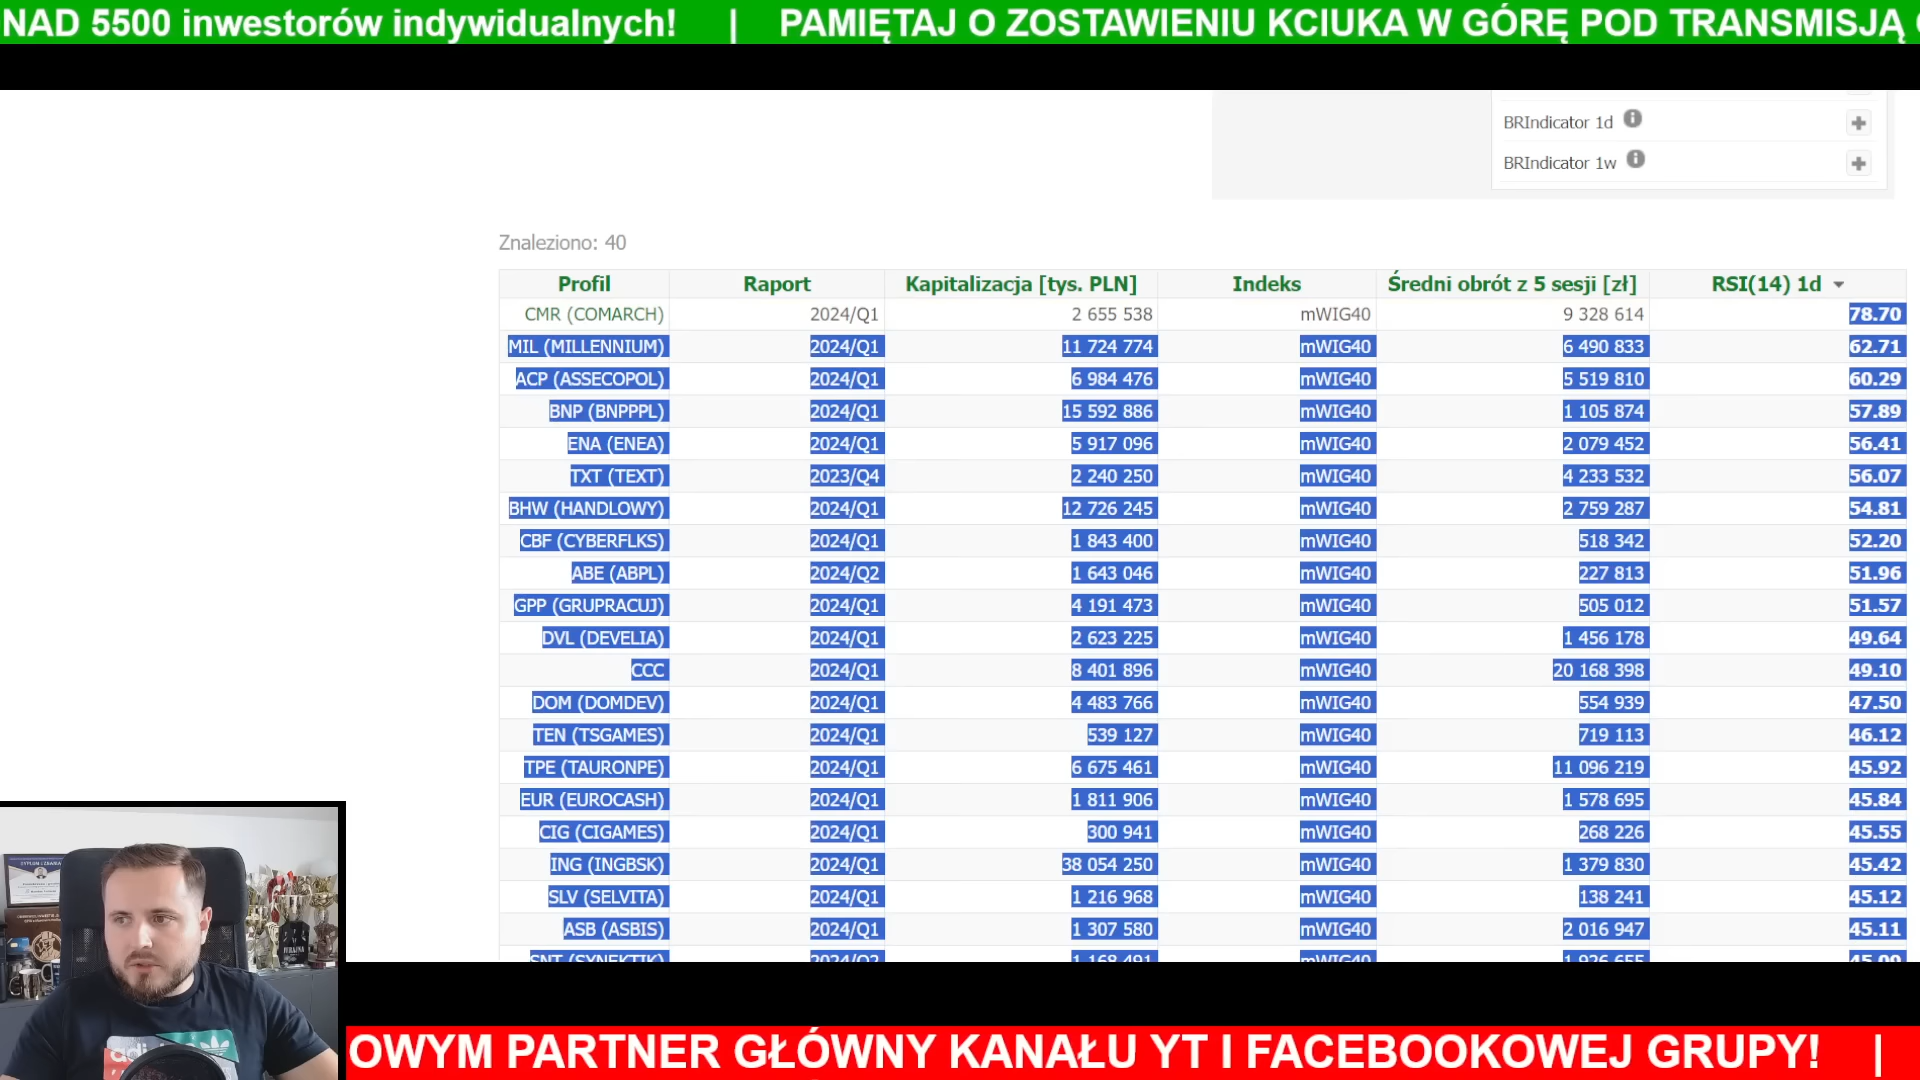 NAD 5500 inwestorów indywidualnych! | PAMIĘTAJ O ZOSTAWIENIU KCIUKA W GÓRĘ POD TRANSMISJĄ
BRIndicator 1d
BRIndicator 1w
Znaleziono: 40
Profil Raport Kapitalizacja [tys. PLN] Indeks Średni obrót z 5 sesji [zł] RSI(14) 1d
CMR (COMARCH) 2024/Q1 2 655 538 mWIG40 9 328 614 78.70
MIL (MILLENNIUM) 2024/Q1 11 724 774 mWIG40 6 490 833 62.71
ACP (ASSECOPOL) 2024/Q1 6 984 476 mWIG40 5 519 810 60.29
BNP (BNPPPL) 2024/Q1 15 592 886 mWIG40 1 105 874 57.89
ENA (ENEA) 2024/Q1 5 917 096 mWIG40 2 079 452 56.41
TXT (TEXT) 2023/Q4 2 240 250 mWIG40 4 233 532 56.07
BHW (HANDLOWY) 2024/Q1 12 726 245 mWIG40 2 759 287 54.81
CBF (CYBERFLKS) 2024/Q1 1 843 400 mWIG40 518 342 52.20
ABE (ABPL) 2024/Q2 1 643 046 mWIG40 227 813 51.96
GPP (GRUPRACUJ) 2024/Q1 4 191 473 mWIG40 505 012 51.57
DVL (DEVELIA) 2024/Q1 2 623 225 mWIG40 1 456 178 49.64
CCC 2024/Q1 8 401 896 mWIG40 20 168 398 49.10
DOM (DOMDEV) 2024/Q1 4 483 766 mWIG40 554 939 47.50
TEN (TSGAMES) 2024/Q1 539 127 mWIG40 719 113 46.12
TPE (TAURONPE) 2024/Q1 6 675 461 mWIG40 11 096 219 45.92
EUR (EUROCASH) 2024/Q1 1 811 906 mWIG40 1 578 695 45.84
CIG (CIGAMES) 2024/Q1 300 941 mWIG40 268 226 45.55
ING (INGBSK) 2024/Q1 38 054 250 mWIG40 1 379 830 45.42
SLV (SELVITA) 2024/Q1 1 216 968 mWIG40 138 241 45.12
ASB (ASBIS) 2024/Q1 1 307 580 mWIG40 2 016 947 45.11
SNT (SYNEKTIK) 2024/Q2 1 168 491 mWIG40 1 926 655 45.09
adidas
OWYM PARTNER GŁÓWNY KANAŁU YT I FACEBOOKOWEJ GRUPY! |